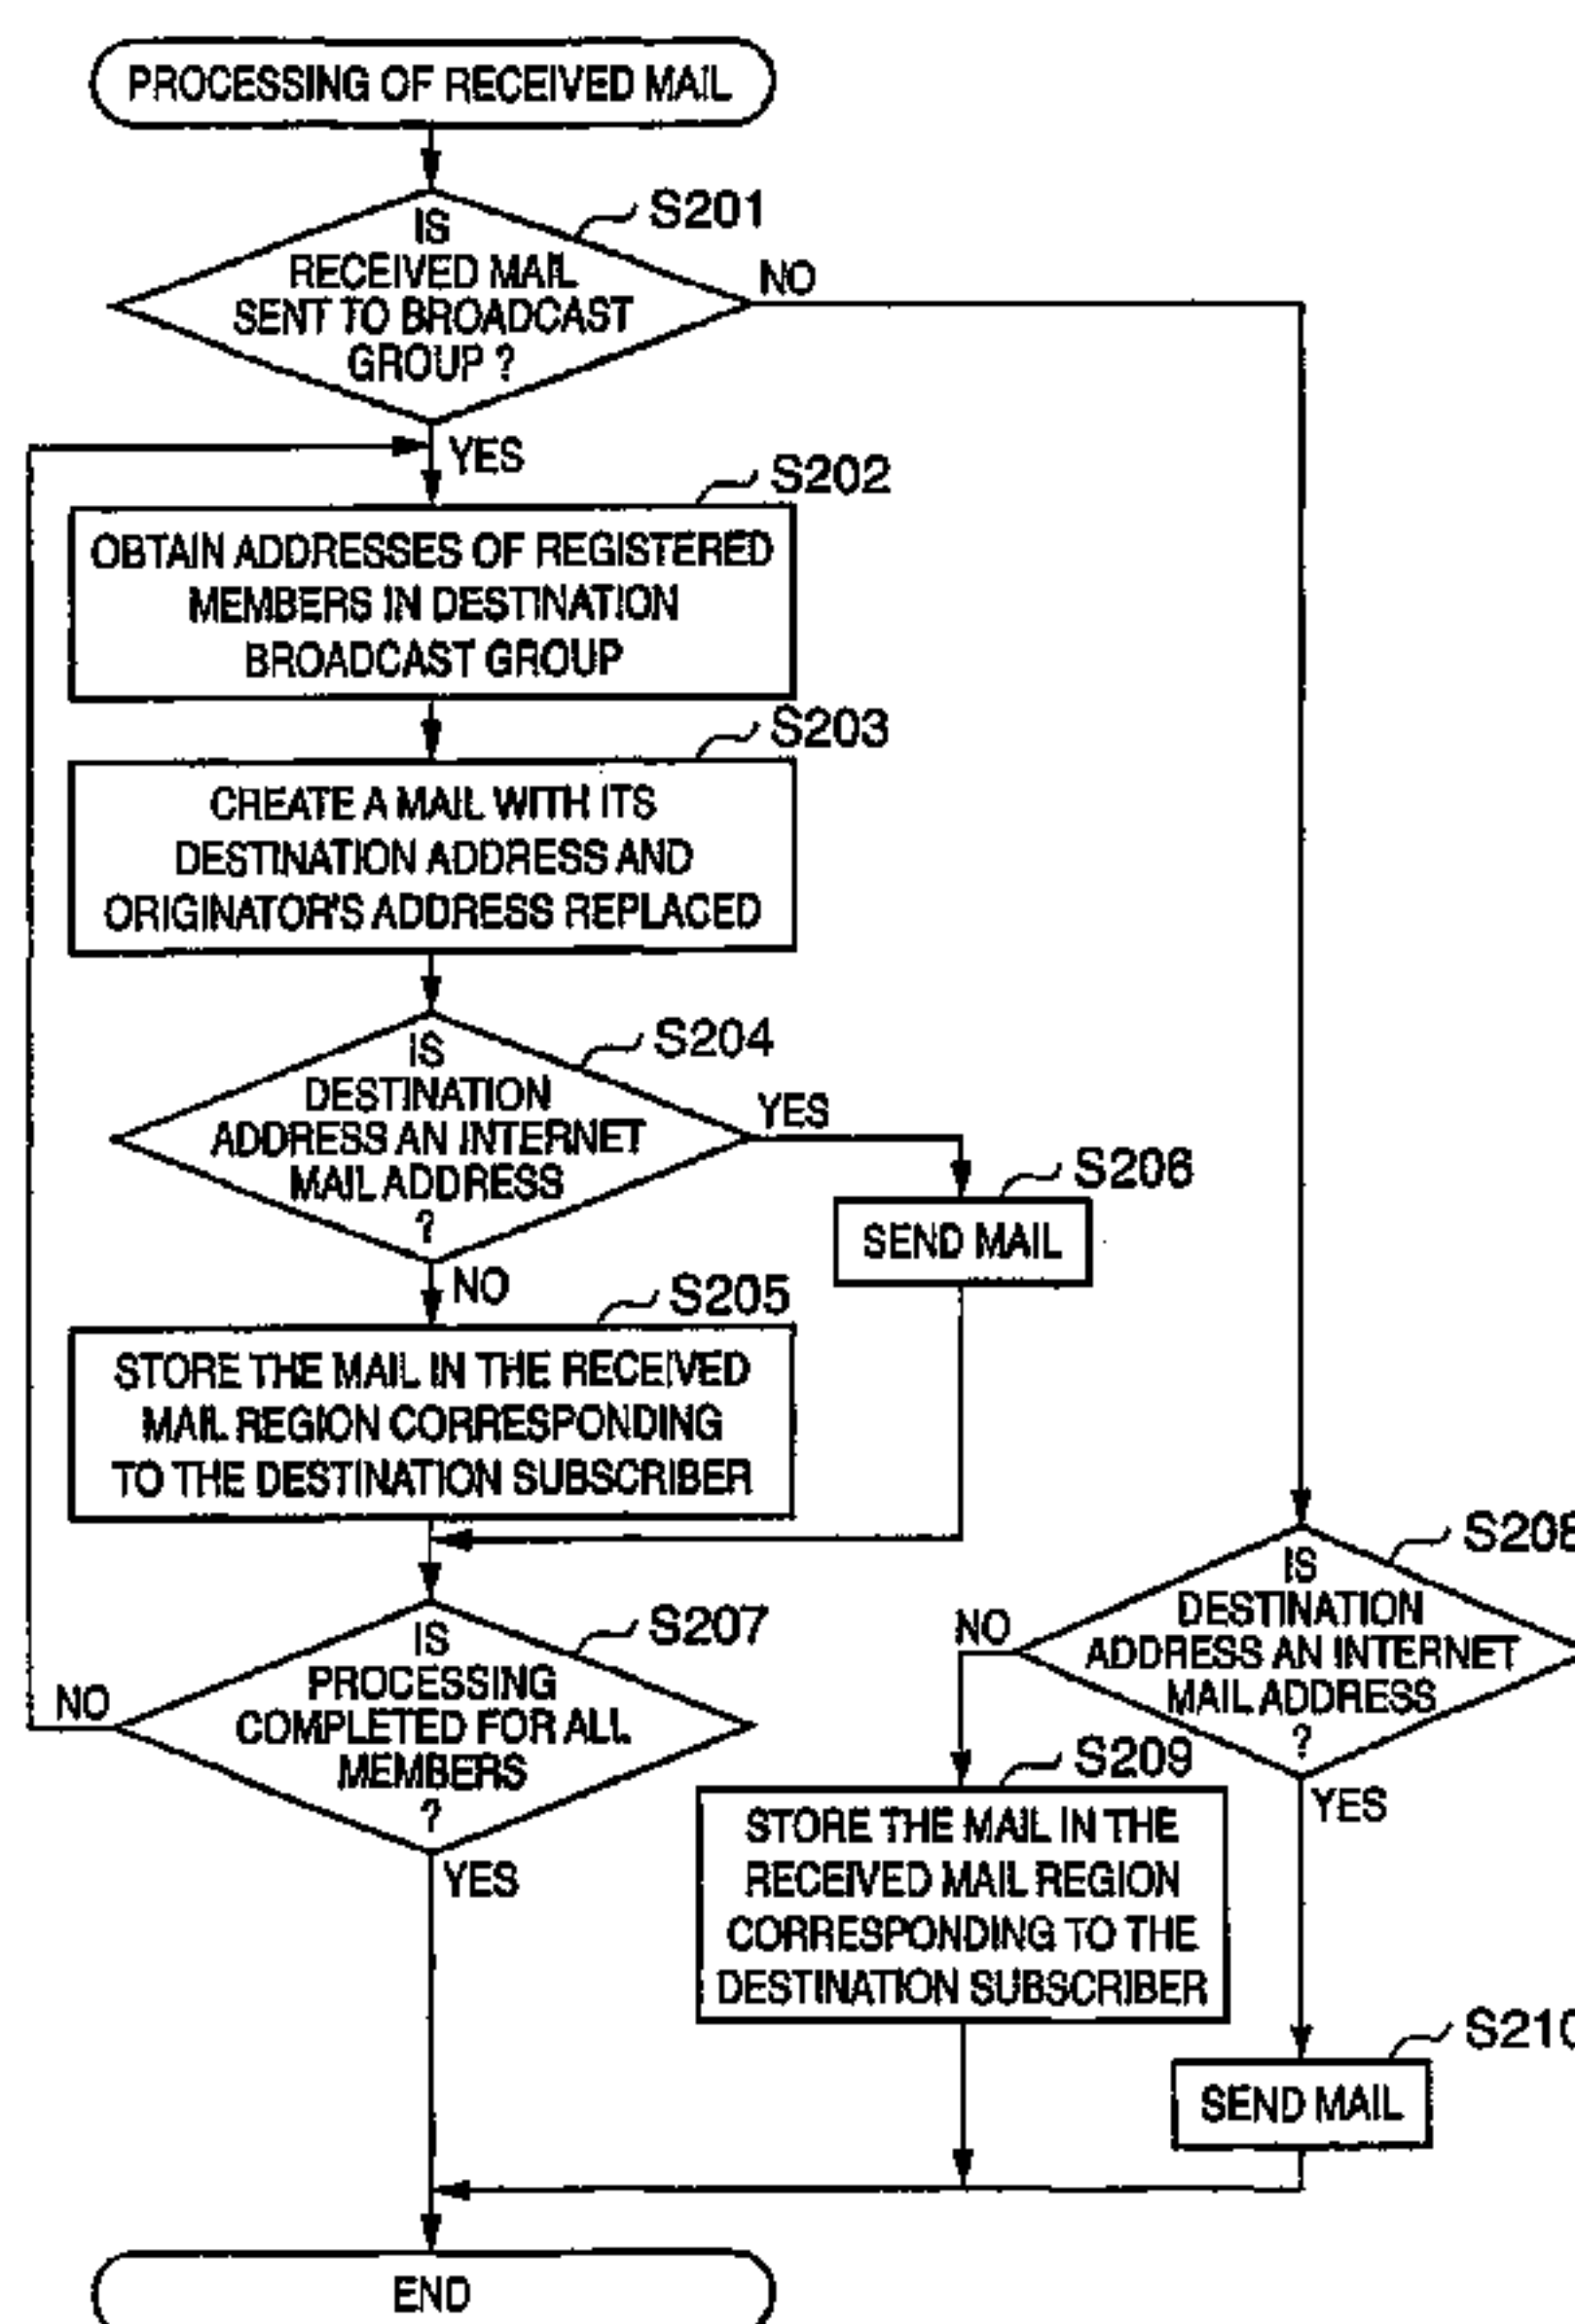 PROCESSING OF RECEIVED MAIL
S201
IS
RECEIVED MAIL
SENT TO BROADCAST
GROUP ?
NO
YES
S202
OBTAIN ADDRESSES OF REGISTERED
MEMBERS IN DESTINATION
BROADCAST GROUP
S203
CREATE A MAIL WITH ITS
DESTINATION ADDRESS AND
ORIGINATOR'S ADDRESS REPLACED
S204
IS
DESTINATION
ADDRESS AN INTERNET
MAIL ADDRESS
?
YES
S206
SEND MAIL
NO
S205
STORE THE MAIL IN THE RECEIVED
MAIL REGION CORRESPONDING
TO THE DESTINATION SUBSCRIBER
S207
IS
PROCESSING
COMPLETED FOR ALL
MEMBERS
?
NO
YES
S208
IS
DESTINATION
ADDRESS AN INTERNET
MAIL ADDRESS
?
NO
YES
S209
STORE THE MAIL IN THE
RECEIVED MAIL REGION
CORRESPONDING TO THE
DESTINATION SUBSCRIBER
S210
SEND MAIL
END